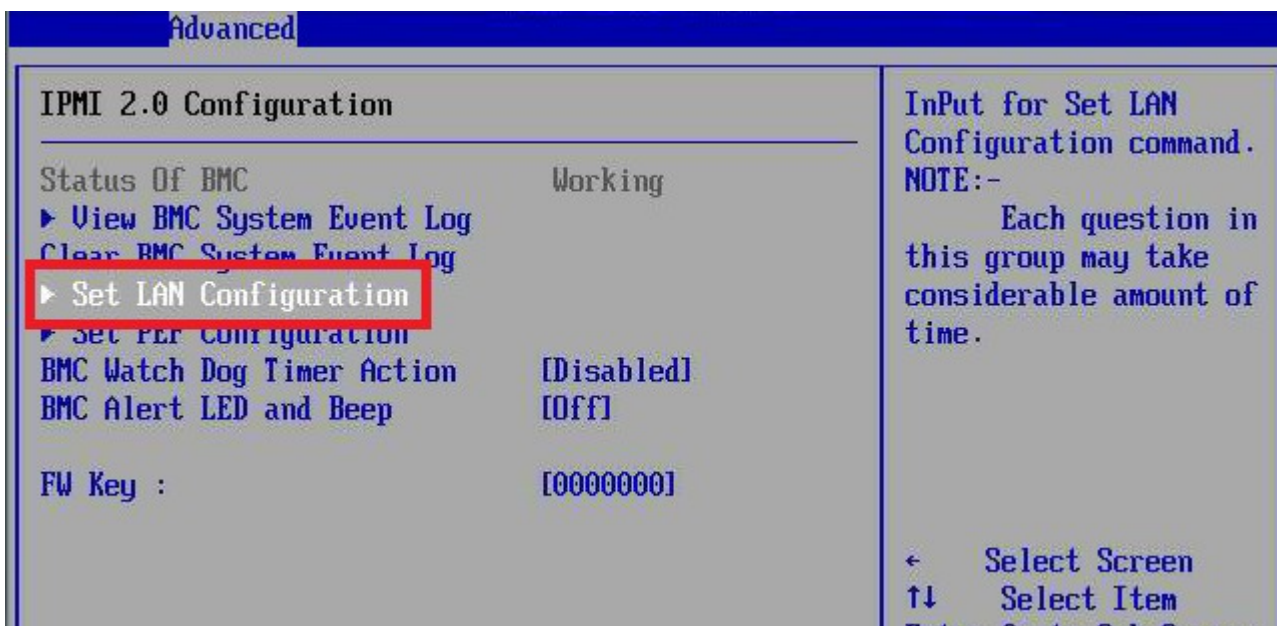 Advanced
IPMI 2.0 Configuration
Status Of BMC Working
View BMC System Event Log
Clear BMC System Event Log
Set LAN Configuration
Set PEF Configuration
BMC Watch Dog Timer Action [Disabled]
BMC Alert LED and Beep [Off]
FW Key : [0000000]
InPut for Set LAN
Configuration command.
NOTE:-
Each question in
this group may take
considerable amount of
time.
← Select Screen
↑↓ Select Item